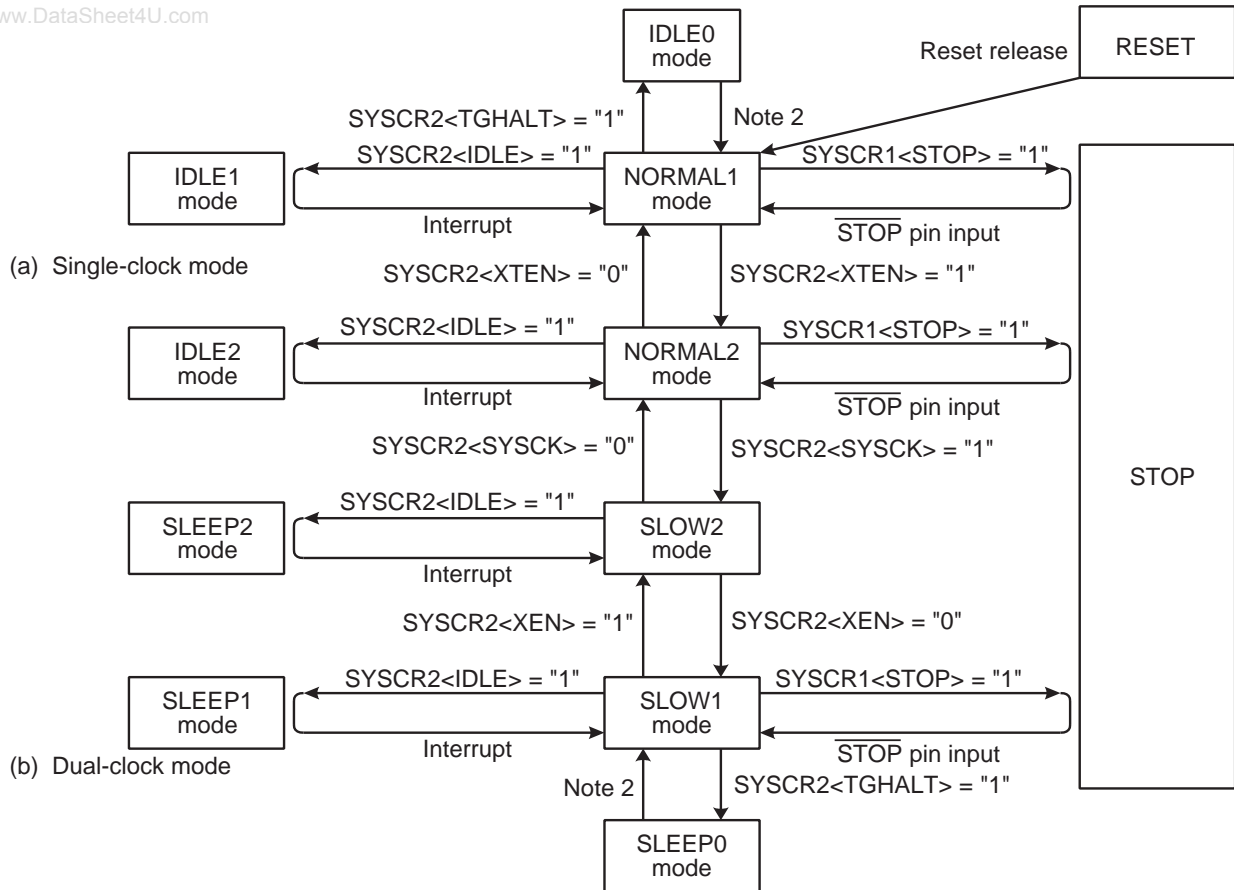 ww.DataSheet4U.com
IDLE0
mode
Reset release
RESET
SYSCR2<TGHALT> = "1"
Note 2
SYSCR2<IDLE> = "1"
SYSCR1<STOP> = "1"
IDLE1
mode
NORMAL1
mode
Interrupt
STOP pin input
(a) Single-clock mode
SYSCR2<XTEN> = "0"
SYSCR2<XTEN> = "1"
SYSCR2<IDLE> = "1"
SYSCR1<STOP> = "1"
IDLE2
mode
NORMAL2
mode
Interrupt
STOP pin input
SYSCR2<SYSCK> = "0"
SYSCR2<SYSCK> = "1"
STOP
SYSCR2<IDLE> = "1"
SLEEP2
mode
SLOW2
mode
Interrupt
SYSCR2<XEN> = "1"
SYSCR2<XEN> = "0"
SYSCR2<IDLE> = "1"
SYSCR1<STOP> = "1"
SLEEP1
mode
SLOW1
mode
Interrupt
STOP pin input
(b) Dual-clock mode
Note 2
SYSCR2<TGHALT> = "1"
SLEEP0
mode